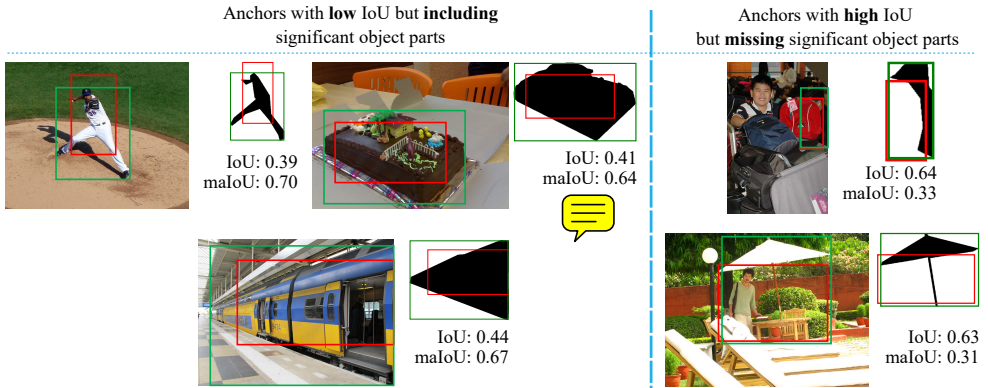 Anchors with low IoU but including
significant object parts
Anchors with high IoU
but missing significant object parts
IoU: 0.39
maIoU: 0.70
IoU: 0.41
maIoU: 0.64
IoU: 0.64
maIoU: 0.33
IoU: 0.44
maIoU: 0.67
IoU: 0.63
maIoU: 0.31